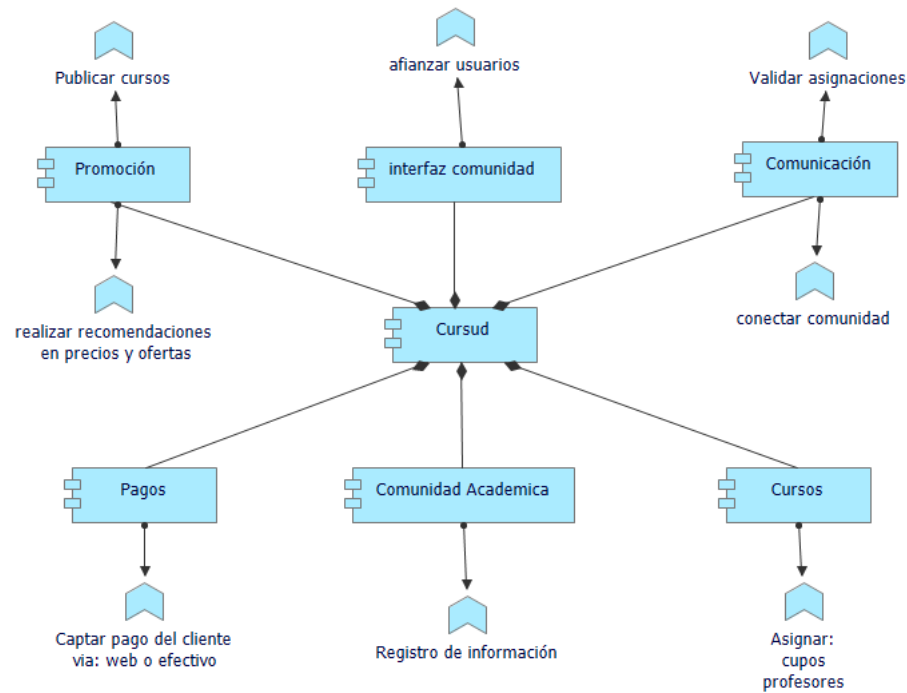 Publicar cursos
afianzar usuarios
Validar asignaciones
Promoción
interfaz comunidad
Comunicación
realizar recomendaciones
en precios y ofertas
Cursud
conectar comunidad
Pagos
Comunidad Academica
Cursos
Captar pago del cliente
via: web o efectivo
Registro de información
Asignar:
cupos
profesores